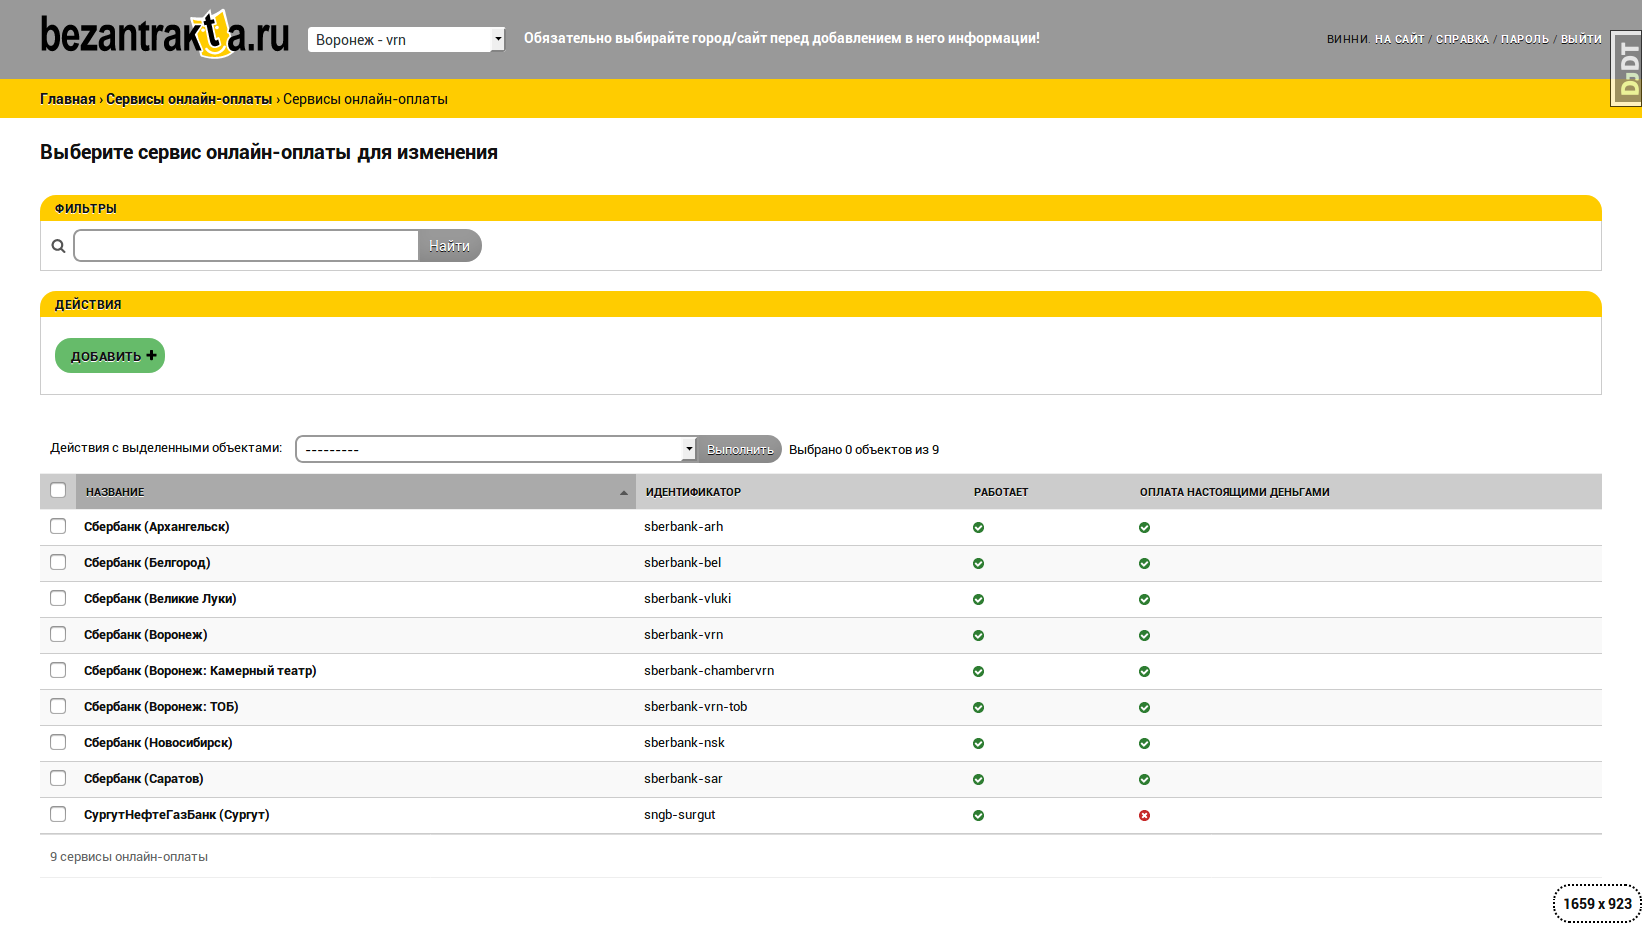 bezantrakta.ru
Воронеж - vrn
Обязательно выбирайте город/сайт перед добавлением в него информации!
ВИННИ. НА САЙТ / СПРАВКА / ПАРОЛЬ / ВЫЙТИ
DJDT
Главная › Сервисы онлайн-оплаты › Сервисы онлайн-оплаты
Выберите сервис онлайн-оплаты для изменения
ФИЛЬТРЫ
Найти
ДЕЙСТВИЯ
ДОБАВИТЬ +
Действия с выделенными объектами: --------- Выполнить Выбрано 0 объектов из 9
НАЗВАНИЕ ИДЕНТИФИКАТОР РАБОТАЕТ ОПЛАТА НАСТОЯЩИМИ ДЕНЬГАМИ
Сбербанк (Архангельск) sberbank-arh
Сбербанк (Белгород) sberbank-bel
Сбербанк (Великие Луки) sberbank-vluki
Сбербанк (Воронеж) sberbank-vrn
Сбербанк (Воронеж: Камерный театр) sberbank-chambervrn
Сбербанк (Воронеж: ТОБ) sberbank-vrn-tob
Сбербанк (Новосибирск) sberbank-nsk
Сбербанк (Саратов) sberbank-sar
СургутНефтеГазБанк (Сургут) sngb-surgut
9 сервисы онлайн-оплаты
1659 x 923